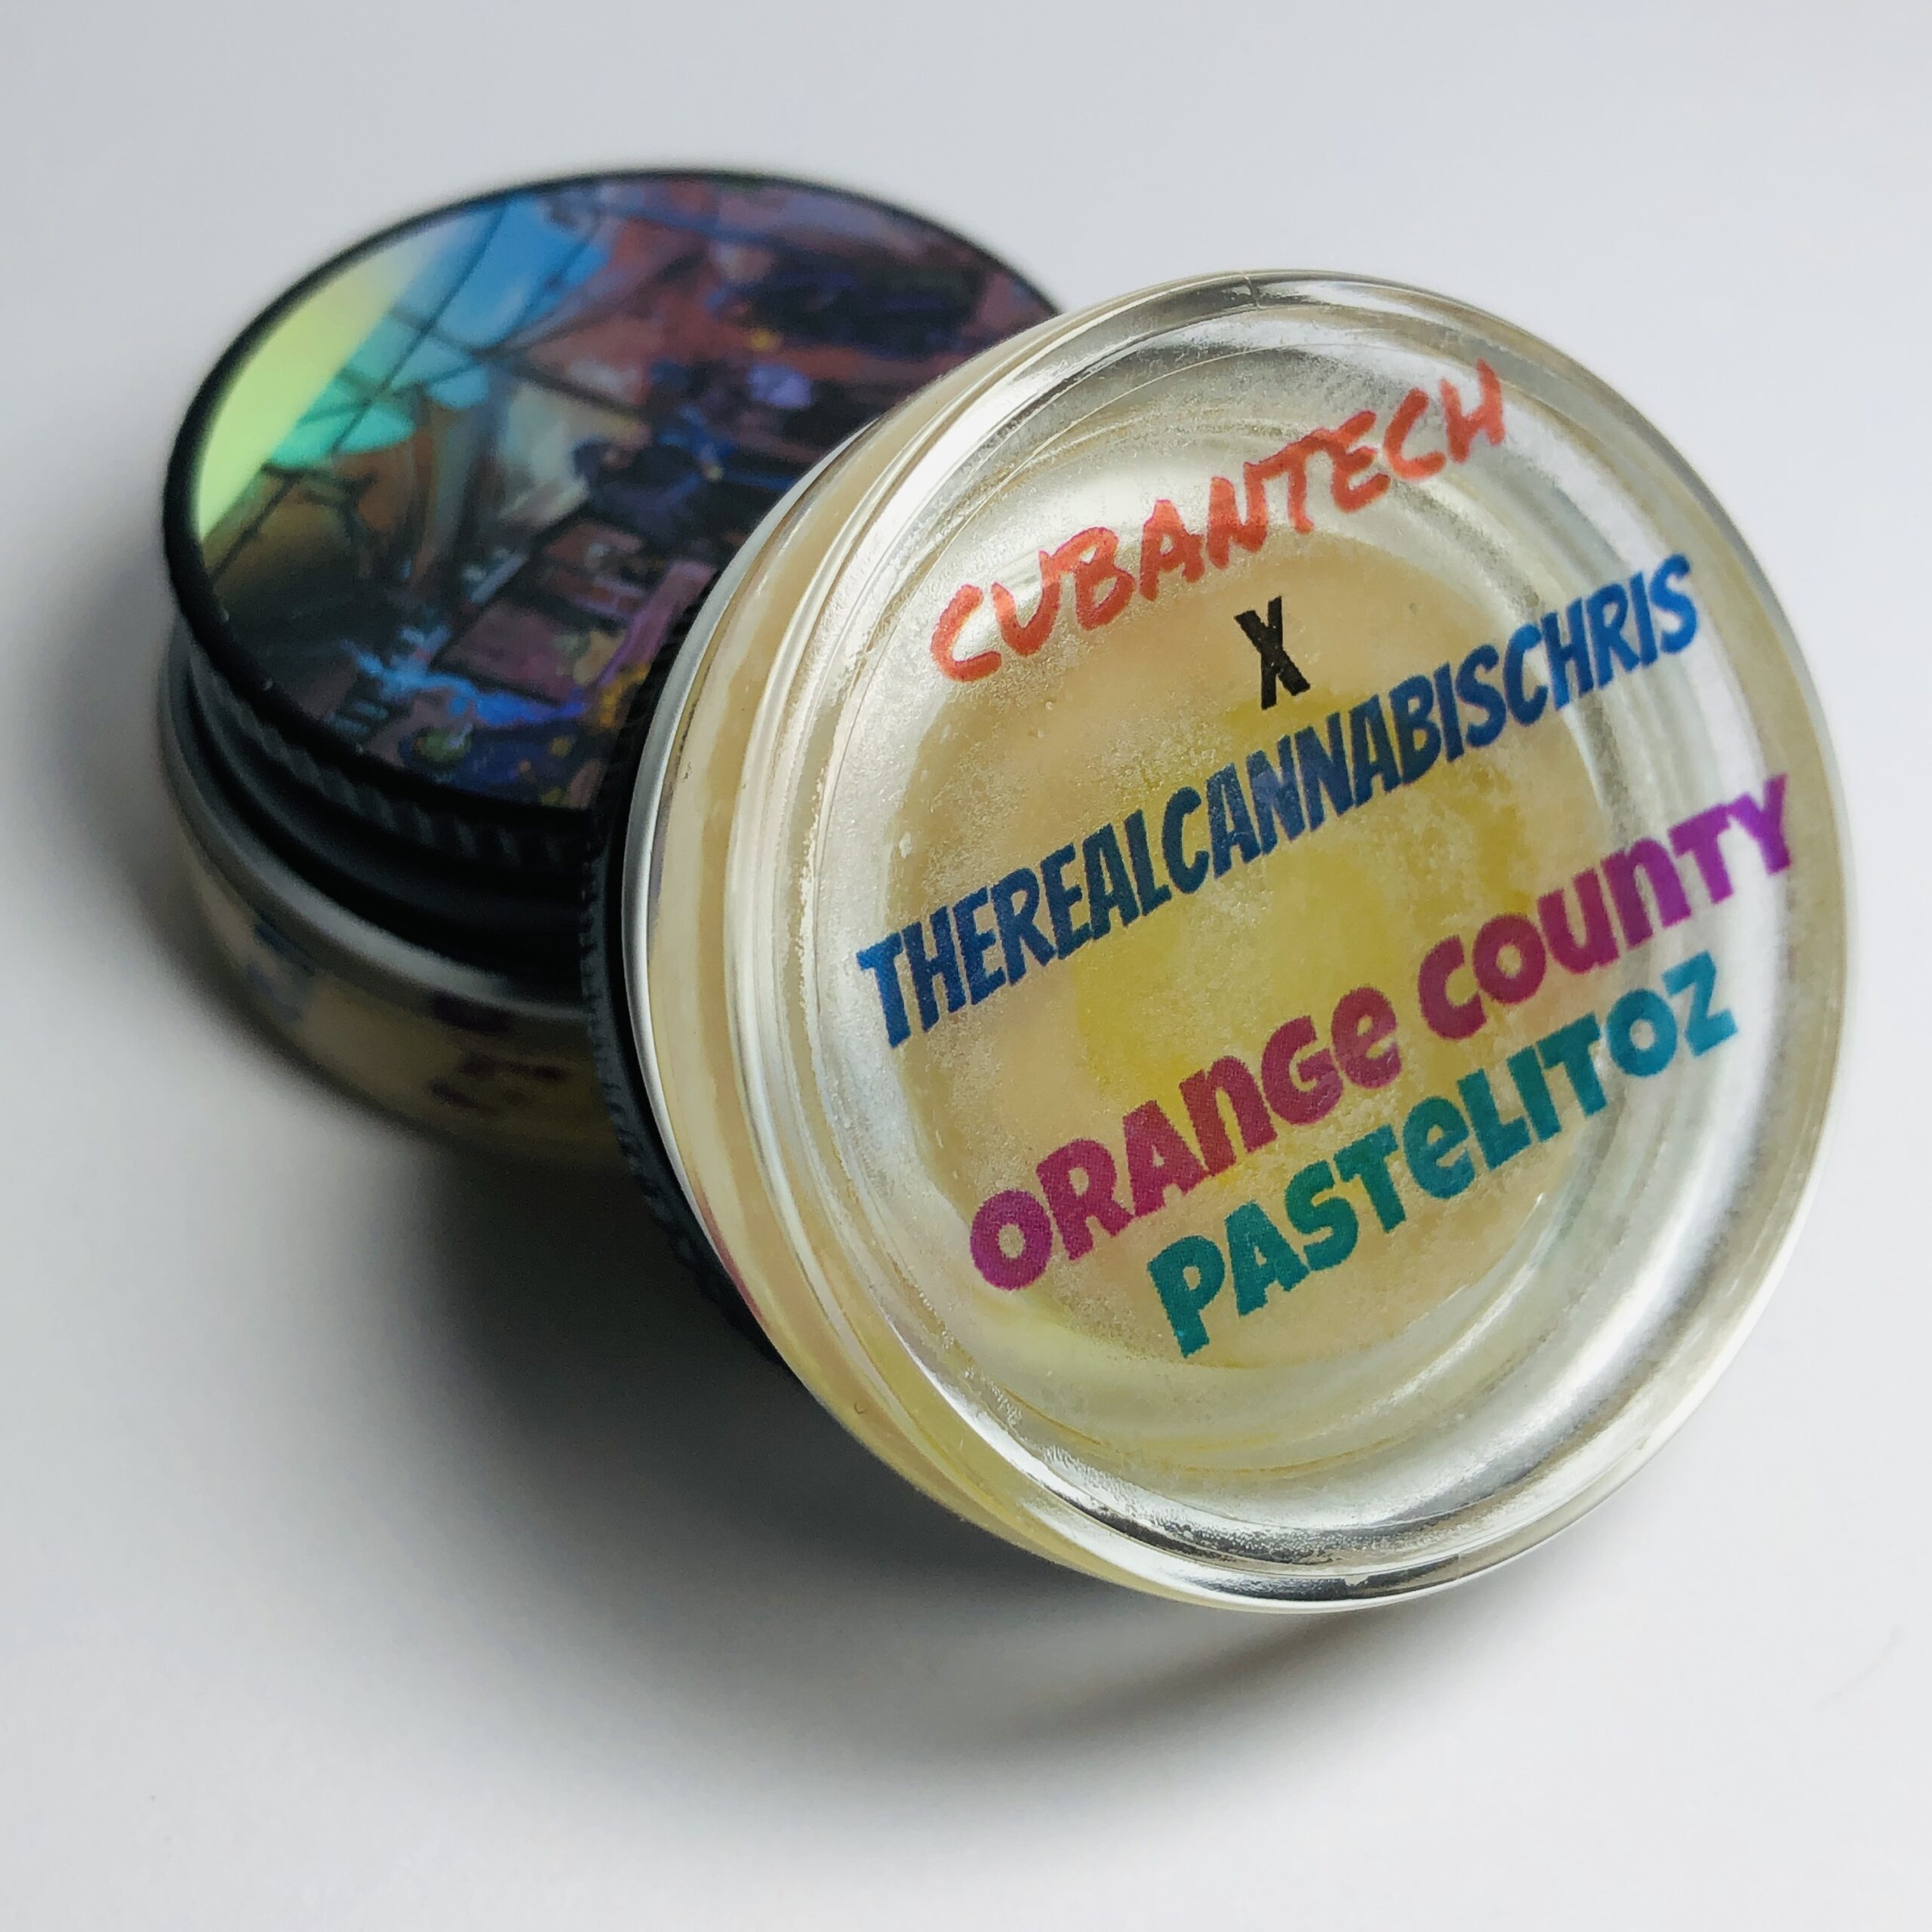 CUBANTECH
X
THEREALCANNABISCHRIS
ORANGE COUNTY
PASTELITOZ